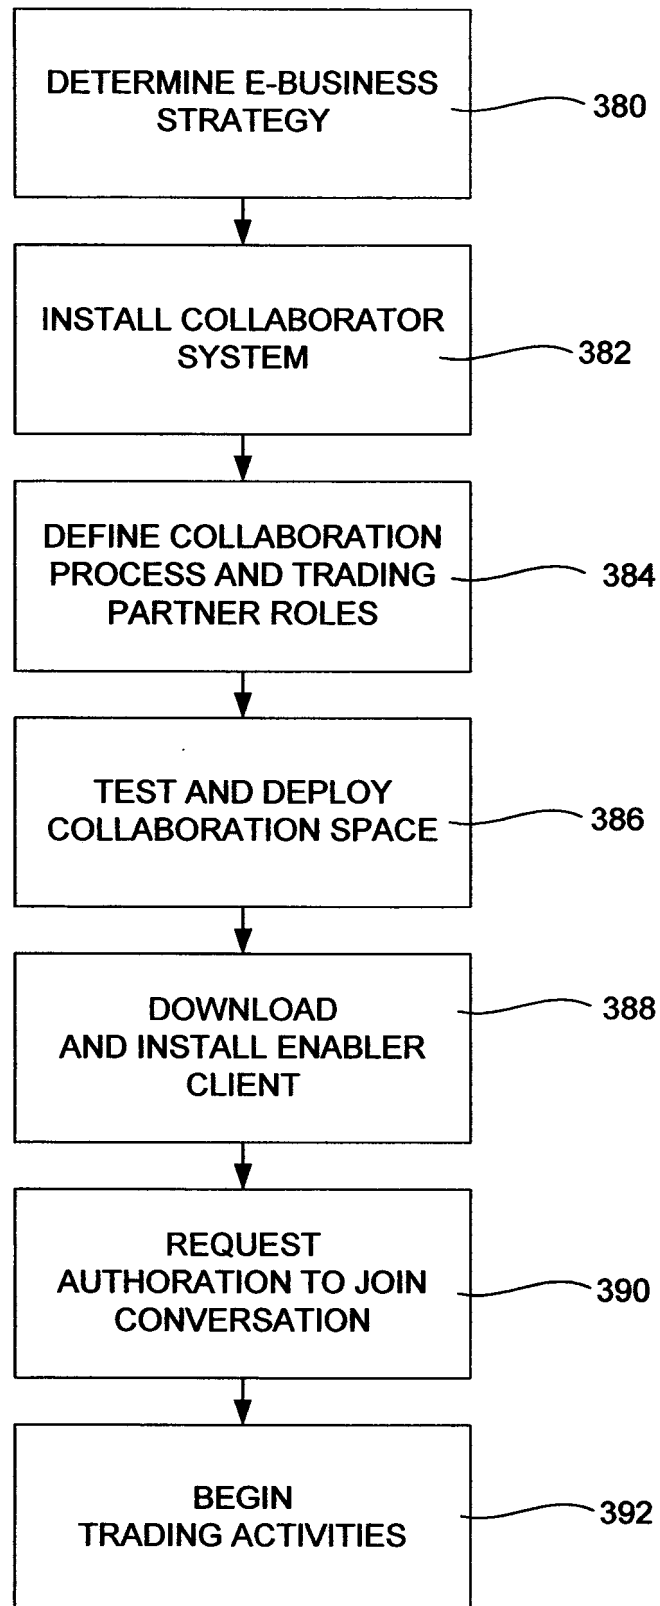 DETERMINE E-BUSINESS
STRATEGY
380
INSTALL COLLABORATOR
SYSTEM
382
DEFINE COLLABORATION
PROCESS AND TRADING
PARTNER ROLES
384
TEST AND DEPLOY
COLLABORATION SPACE
386
DOWNLOAD
AND INSTALL ENABLER
CLIENT
388
REQUEST
AUTHORATION TO JOIN
CONVERSATION
390
BEGIN
TRADING ACTIVITIES
392